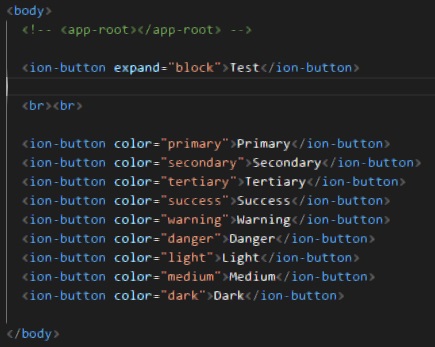 <body>
<!-- <app-root></app-root> -->
<ion-button expand="block">Test</ion-button>
<br><br>
<ion-button color="primary">Primary</ion-button>
<ion-button color="secondary">Secondary</ion-button>
<ion-button color="tertiary">Tertiary</ion-button>
<ion-button color="success">Success</ion-button>
<ion-button color="warning">Warning</ion-button>
<ion-button color="danger">Danger</ion-button>
<ion-button color="light">Light</ion-button>
<ion-button color="medium">Medium</ion-button>
<ion-button color="dark">Dark</ion-button>
</body>